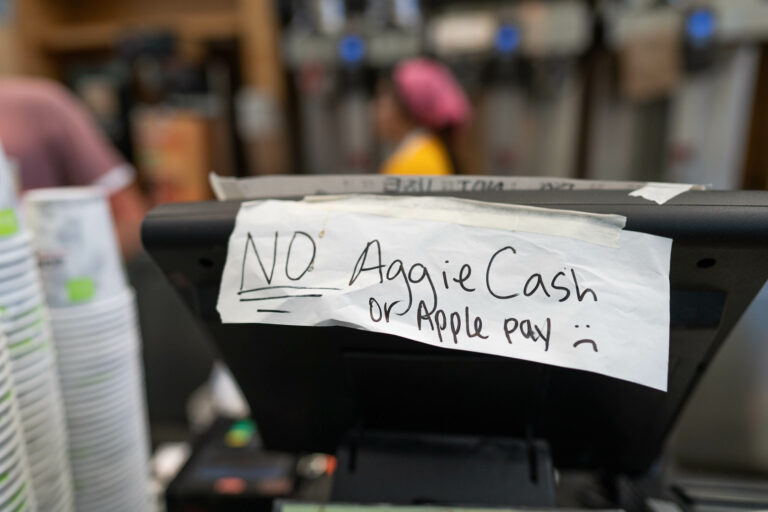 NO Aggie Cash
or Apple pay :(